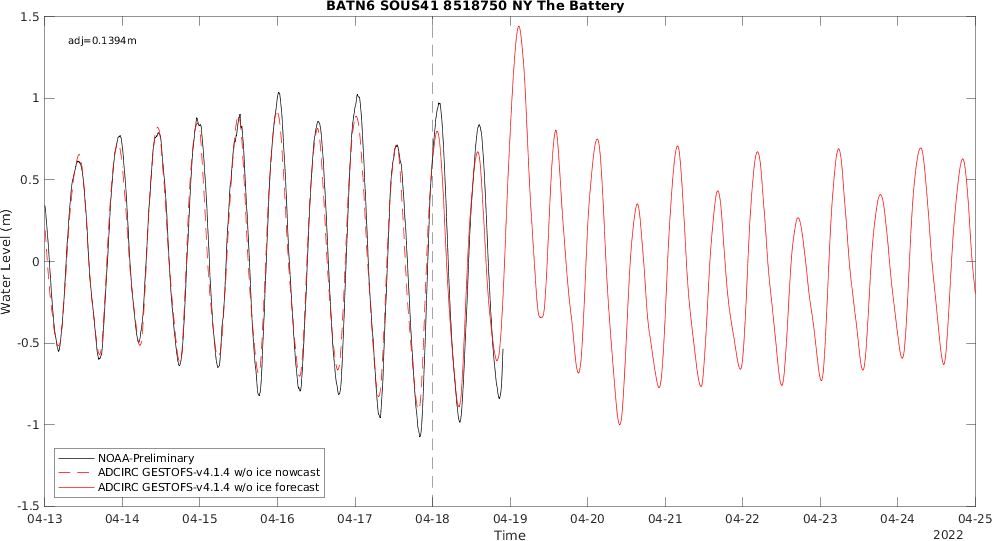 BATN6 SOUS41 8518750 NY The Battery
adj=0.1394m
1.5
1
0.5
0
-0.5
-1
-1.5
Water Level (m)
NOAA-Preliminary
ADCIRC GESTOFS-v4.1.4 w/o ice nowcast
ADCIRC GESTOFS-v4.1.4 w/o ice forecast
04-13 04-14 04-15 04-16 04-17 04-18 04-19 04-20 04-21 04-22 04-23 04-24 04-25
Time
2022